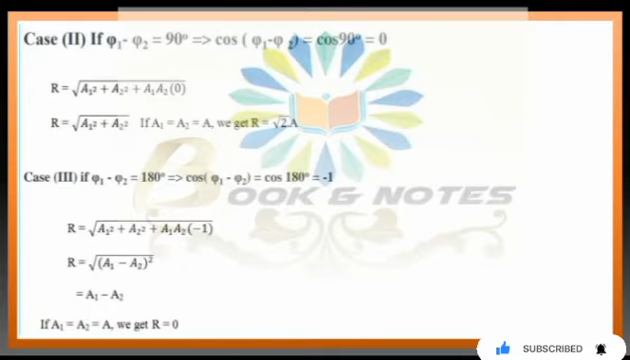 Case (II) If φ₁- φ₂ = 90° => cos ( φ₁-φ ₂) = cos90° = 0
R = √(A₁² + A₂² + A₁A₂(0))
R = √(A₁² + A₂²) If A₁ = A₂ = A, we get R = √2.A
Case (III) if φ₁ - φ₂ = 180° => cos( φ₁ - φ₂) = cos 180° = -1
BOOK & NOTES
R = √(A₁² + A₂² + A₁A₂(−1))
R = √((A₁ − A₂)²)
= A₁ – A₂
If A₁ = A₂ = A, we get R = 0
SUBSCRIBED